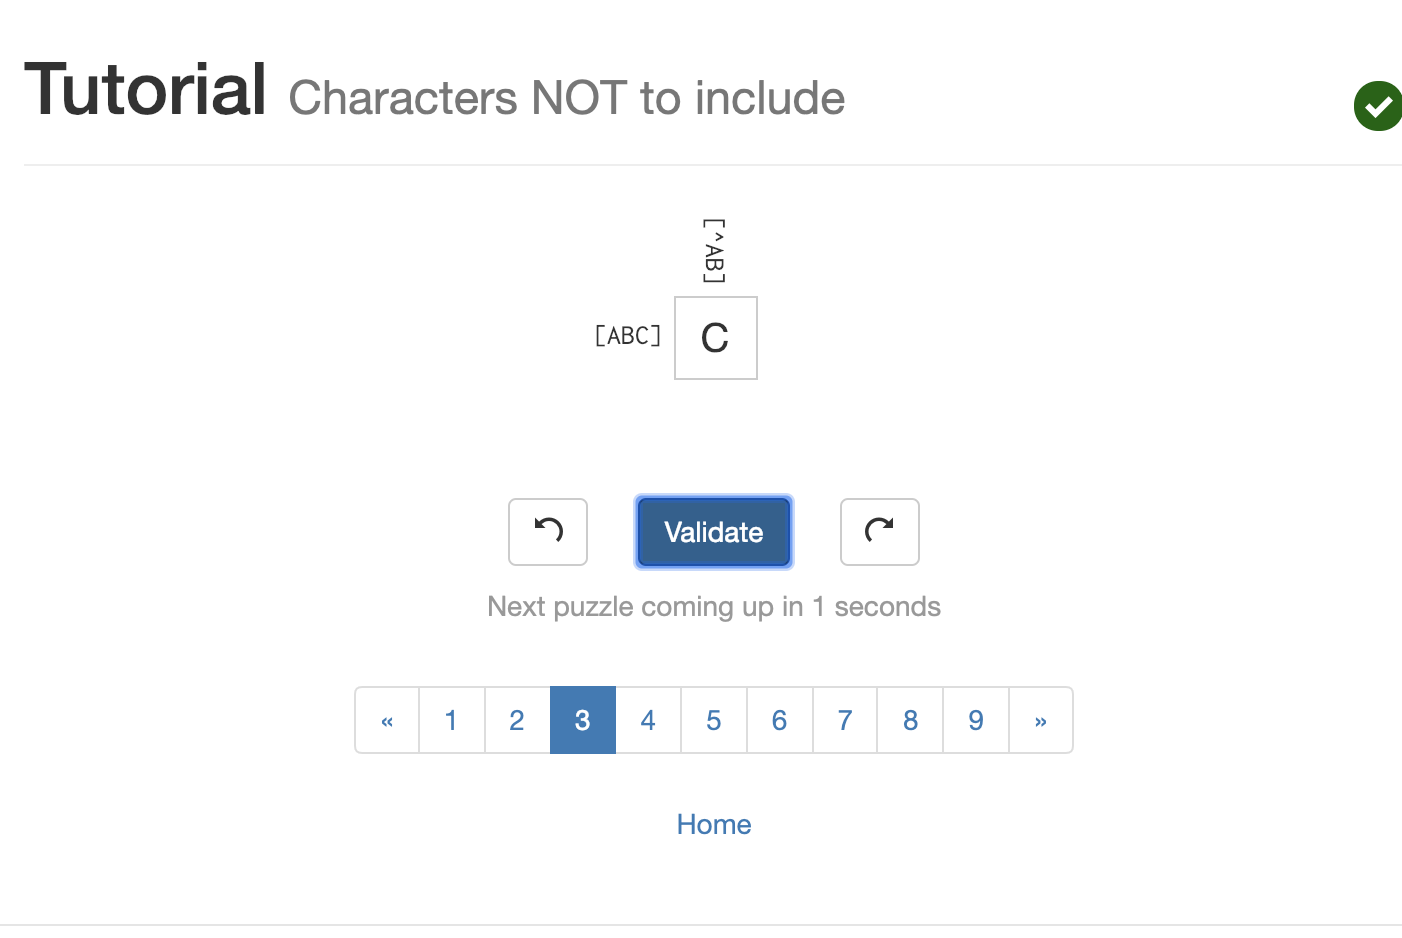 Tutorial Characters NOT to include
[^AB]
[ABC] C
Validate
Next puzzle coming up in 1 seconds
« 1 2 3 4 5 6 7 8 9 »
Home